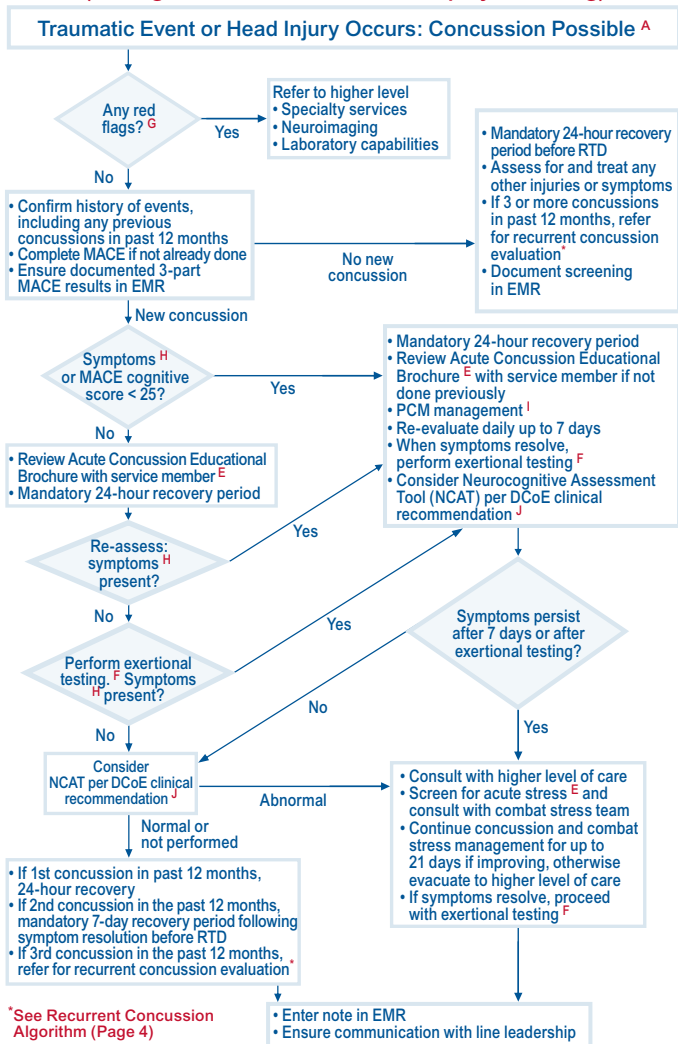 Traumatic Event or Head Injury Occurs: Concussion Possible A
Any red
flags? G
Yes
Refer to higher level
• Specialty services
• Neuroimaging
• Laboratory capabilities
No
• Confirm history of events,
including any previous
concussions in past 12 months
• Complete MACE if not already done
• Ensure documented 3-part
MACE results in EMR
No new
concussion
• Mandatory 24-hour recovery
period before RTD
• Assess for and treat any
other injuries or symptoms
• If 3 or more concussions
in past 12 months, refer
for recurrent concussion
evaluation*
• Document screening
in EMR
New concussion
Symptoms H
or MACE cognitive
score < 25?
Yes
• Mandatory 24-hour recovery period
• Review Acute Concussion Educational
Brochure E with service member if not
done previously
• PCM management I
• Re-evaluate daily up to 7 days
• When symptoms resolve,
perform exertional testing F
• Consider Neurocognitive Assessment
Tool (NCAT) per DCoE clinical
recommendation J
No
• Review Acute Concussion Educational
Brochure with service member E
• Mandatory 24-hour recovery period
Yes
Re-assess:
symptoms H
present?
No
Yes
Perform exertional
testing. F Symptoms
H present?
Symptoms persist
after 7 days or after
exertional testing?
No
No
Yes
Consider
NCAT per DCoE clinical
recommendation J
Abnormal
• Consult with higher level of care
• Screen for acute stress E and
consult with combat stress team
• Continue concussion and combat
stress management for up to
21 days if improving, otherwise
evacuate to higher level of care
• If symptoms resolve, proceed
with exertional testing F
Normal or
not performed
• If 1st concussion in past 12 months,
24-hour recovery
• If 2nd concussion in the past 12 months,
mandatory 7-day recovery period following
symptom resolution before RTD
• If 3rd concussion in the past 12 months,
refer for recurrent concussion evaluation*
*See Recurrent Concussion
Algorithm (Page 4)
• Enter note in EMR
• Ensure communication with line leadership